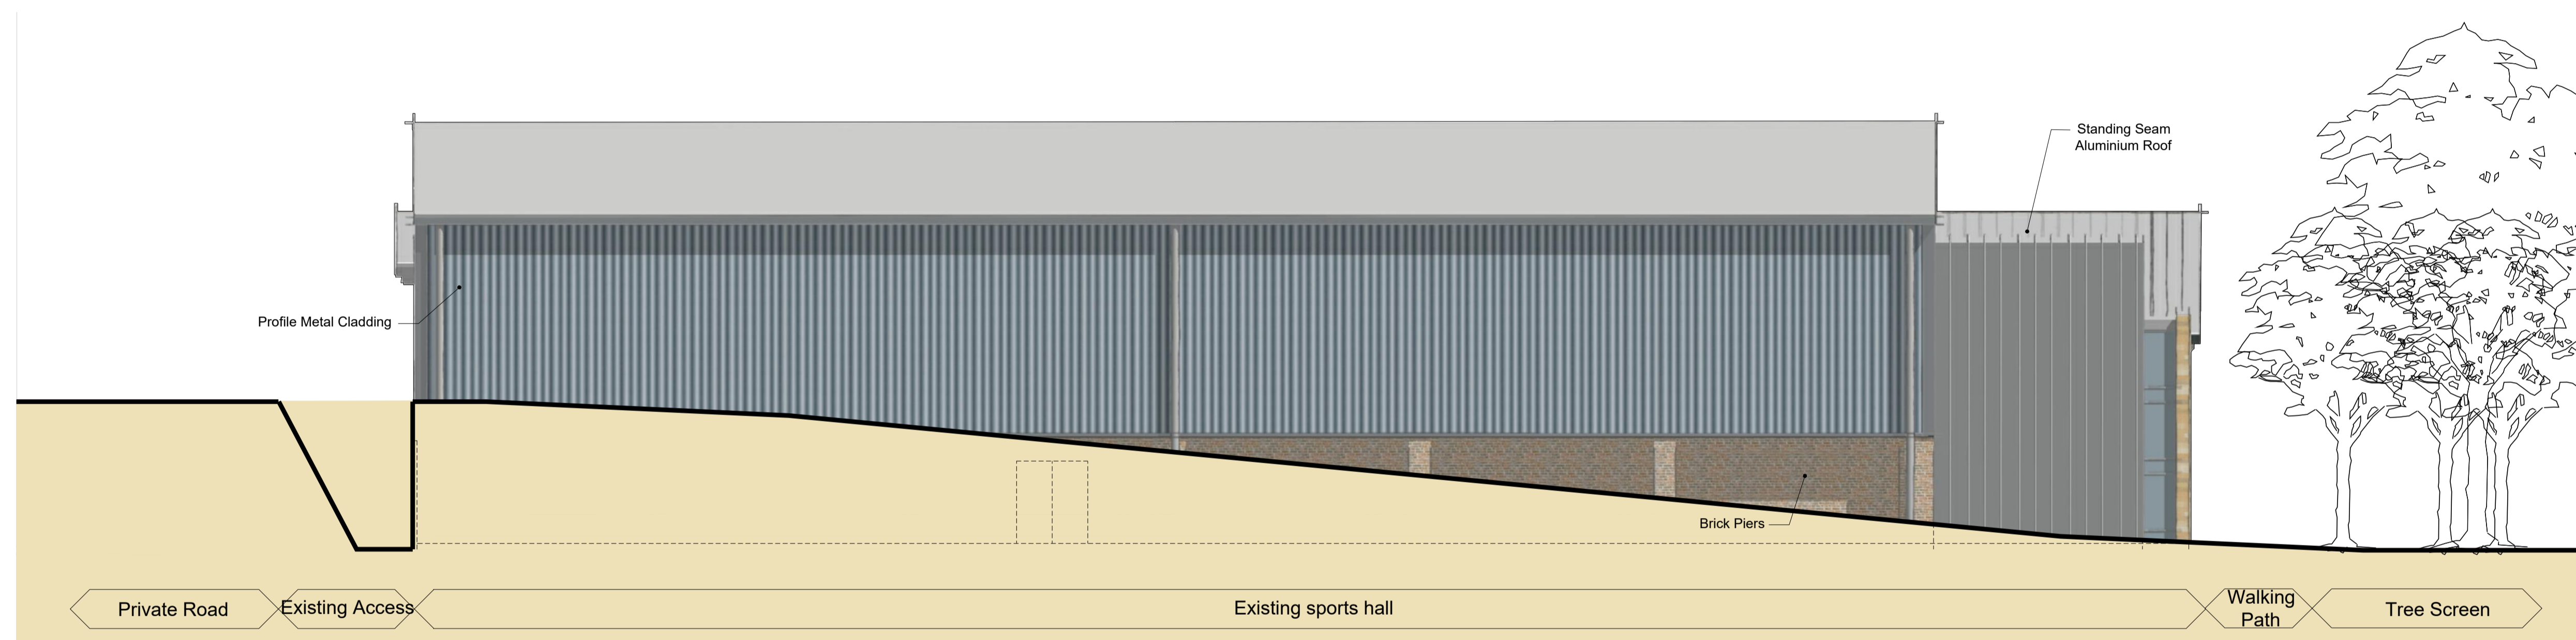 Standing Seam
Aluminium Roof
Profile Metal Cladding
Brick Piers
Private Road
Existing Access
Existing sports hall
Walking
Path
Tree Screen